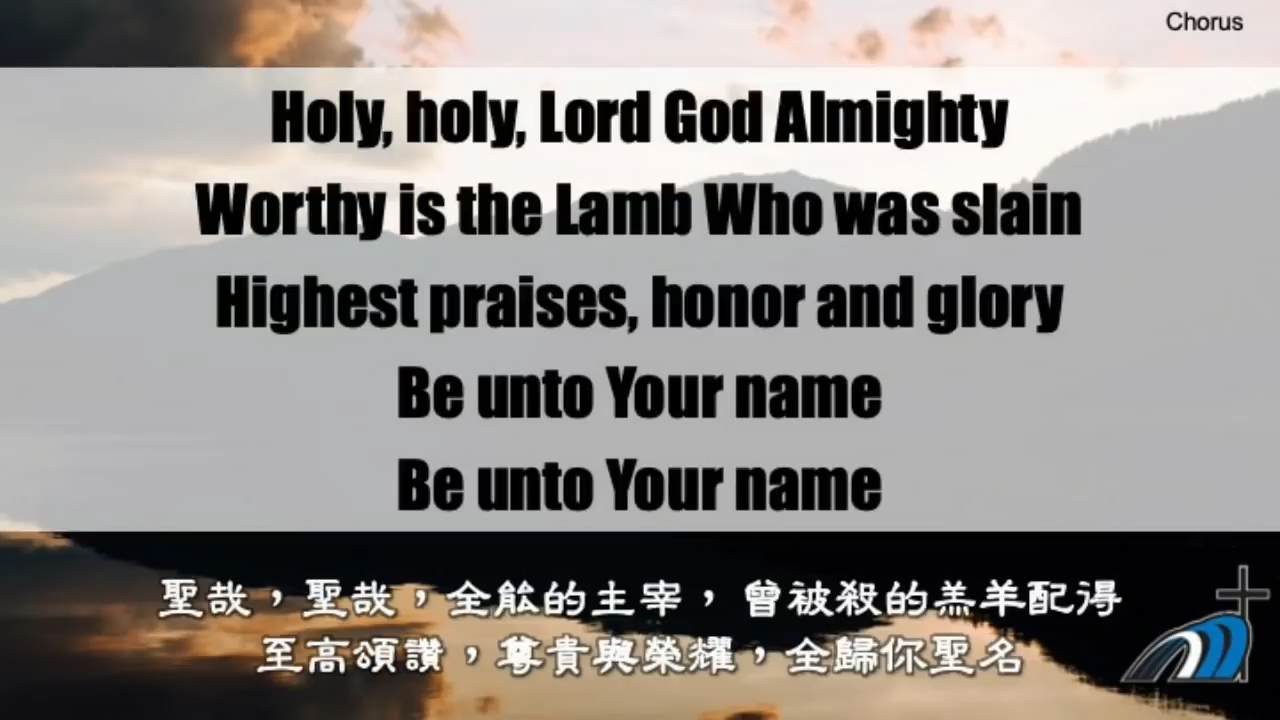 Chorus
Holy, holy, Lord God Almighty
Worthy is the Lamb Who was slain
Highest praises, honor and glory
Be unto Your name
Be unto Your name
聖哉，聖哉，全能的主宰， 曾被殺的羔羊配得
至高頌讚，尊貴與榮耀，全歸你聖名